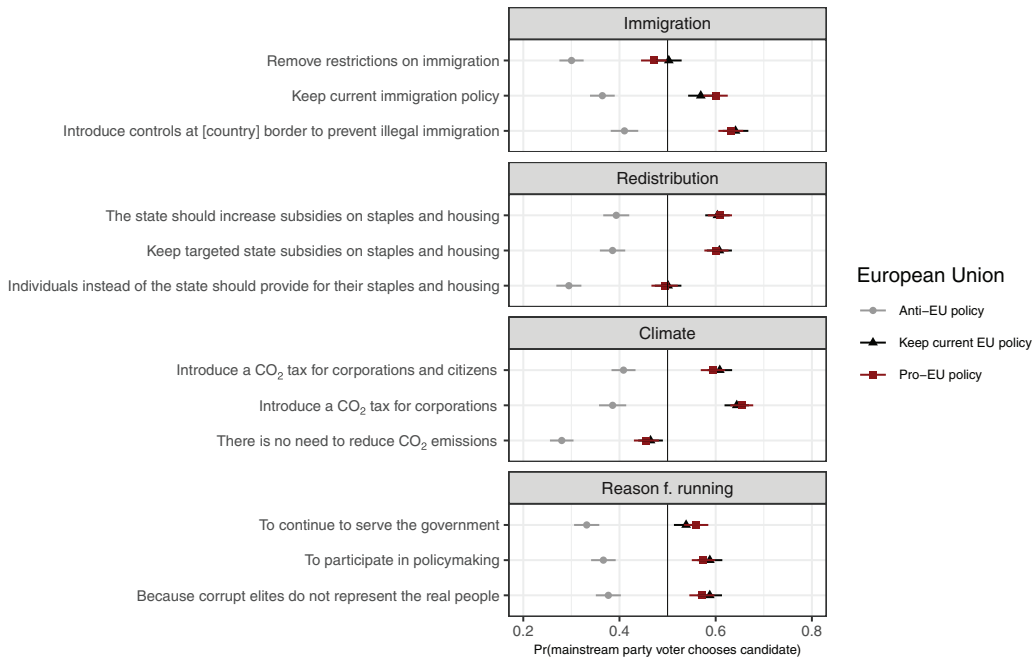 Immigration
Remove restrictions on immigration
Keep current immigration policy
Introduce controls at [country] border to prevent illegal immigration
Redistribution
The state should increase subsidies on staples and housing
Keep targeted state subsidies on staples and housing
Individuals instead of the state should provide for their staples and housing
Climate
Introduce a CO₂ tax for corporations and citizens
Introduce a CO₂ tax for corporations
There is no need to reduce CO₂ emissions
Reason f. running
To continue to serve the government
To participate in policymaking
Because corrupt elites do not represent the real people
0.2 0.4 0.6 0.8
Pr(mainstream party voter chooses candidate)
European Union
Anti−EU policy
Keep current EU policy
Pro−EU policy